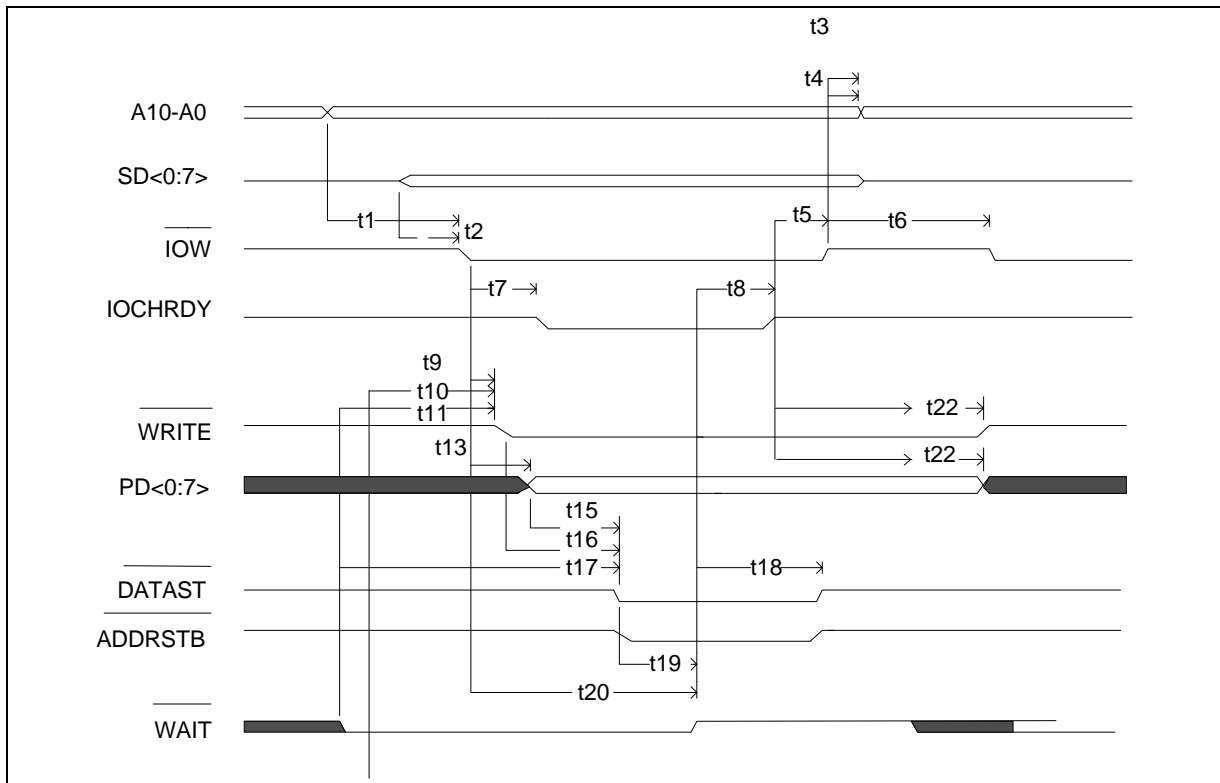 t3
t4
A10-A0
SD<0:7>
t1
t2
t5
t6
IOW
t7
t8
IOCHRDY
t9
t10
t11
t22
WRITE
t13
t22
PD<0:7>
t15
t16
t17
t18
DATAST
ADDRSTB
t19
t20
WAIT